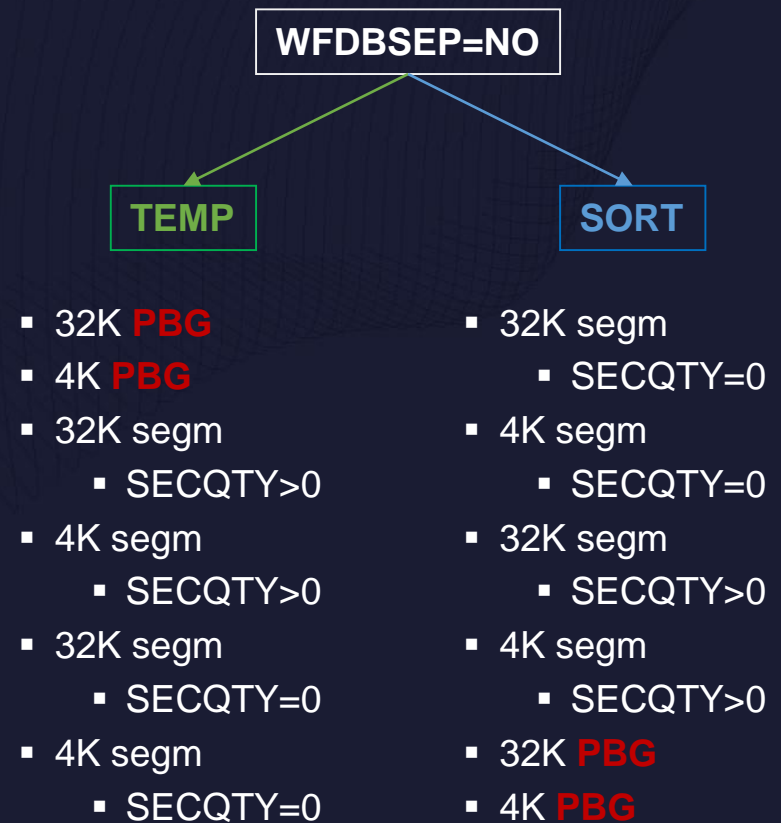 WFDBSEP=NO
TEMP
▪ 32K PBG
▪ 4K PBG
▪ 32K segm
▪ SECQTY>0
▪ 4K segm
▪ SECQTY>0
▪ 32K segm
▪ SECQTY=0
▪ 4K segm
▪ SECQTY=0
SORT
▪ 32K segm
▪ SECQTY=0
▪ 4K segm
▪ SECQTY=0
▪ 32K segm
▪ SECQTY>0
▪ 4K segm
▪ SECQTY>0
▪ 32K PBG
▪ 4K PBG